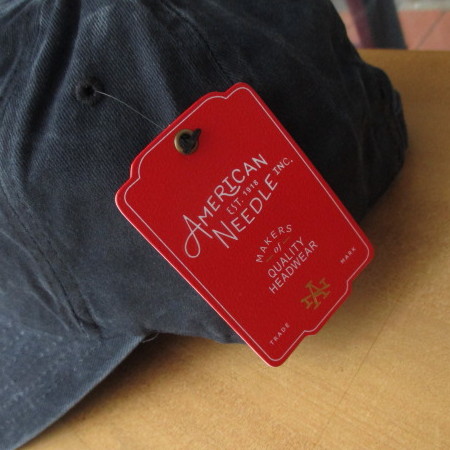 AMERICAN
EST. 1918
NEEDLE INC.
MAKERS
of
QUALITY
HEADWEAR
TRADE MARK